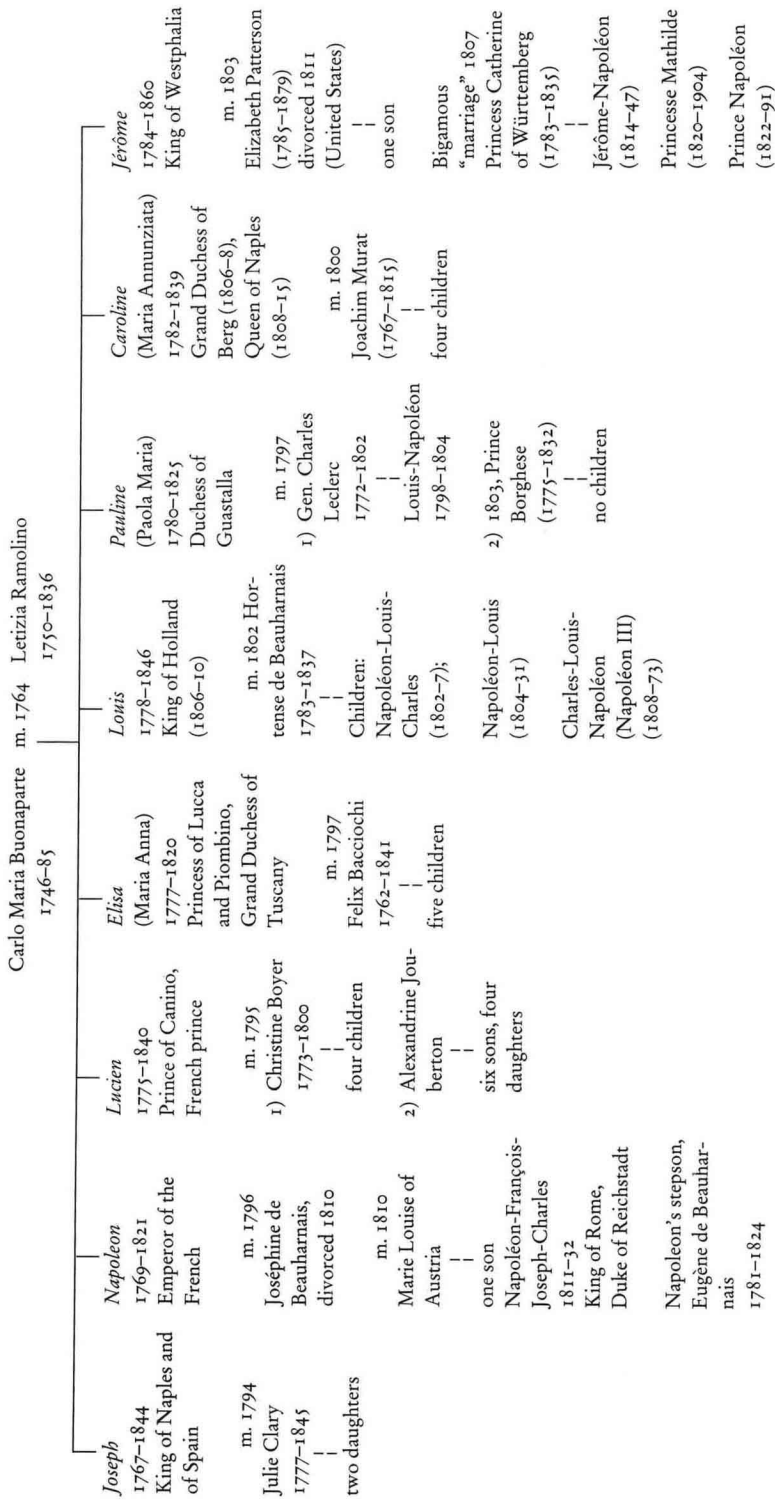 Carlo Maria Buonaparte m. 1764 Letizia Ramolino
1746–85 1750–1836
Joseph
1767–1844
King of Naples and
of Spain
m. 1794
Julie Clary
1777–1845
two daughters
Napoleon
1769–1821
Emperor of the
French
m. 1796
Joséphine de
Beauharnais,
divorced 1810
m. 1810
Marie Louise of
Austria
one son
Napoléon-François-
Joseph-Charles
1811–32
King of Rome,
Duke of Reichstadt
Napoleon's stepson,
Eugène de Beauhar-
nais
1781–1824
Lucien
1775–1840
Prince of Canino,
French prince
m. 1795
1) Christine Boyer
1773–1800
four children
2) Alexandrine Jou-
berton
six sons, four
daughters
Elisa
(Maria Anna)
1777–1820
Princess of Lucca
and Piombino,
Grand Duchess of
Tuscany
m. 1797
Felix Bacciochi
1762–1841
five children
Louis
1778–1846
King of Holland
(1806–10)
m. 1802 Hor-
tense de Beauharnais
1783–1837
Children:
Napoléon-Louis-
Charles
(1802–7);
Napoléon-Louis
(1804–31)
Charles-Louis-
Napoléon
(Napoléon III)
(1808–73)
Pauline
(Paola Maria)
1780–1825
Duchess of
Guastalla
m. 1797
1) Gen. Charles
Leclerc
1772–1802
Louis-Napoléon
1798–1804
2) 1803, Prince
Borghese
(1775–1832)
no children
Caroline
(Maria Annunziata)
1782–1839
Grand Duchess of
Berg (1806–8),
Queen of Naples
(1808–15)
m. 1800
Joachim Murat
(1767–1815)
four children
Jérôme
1784–1860
King of Westphalia
m. 1803
Elizabeth Patterson
(1785–1879)
divorced 1811
(United States)
one son
Bigamous
"marriage" 1807
Princess Catherine
of Württemberg
(1783–1835)
Jérôme-Napoléon
(1814–47)
Princesse Mathilde
(1820–1904)
Prince Napoléon
(1822–91)